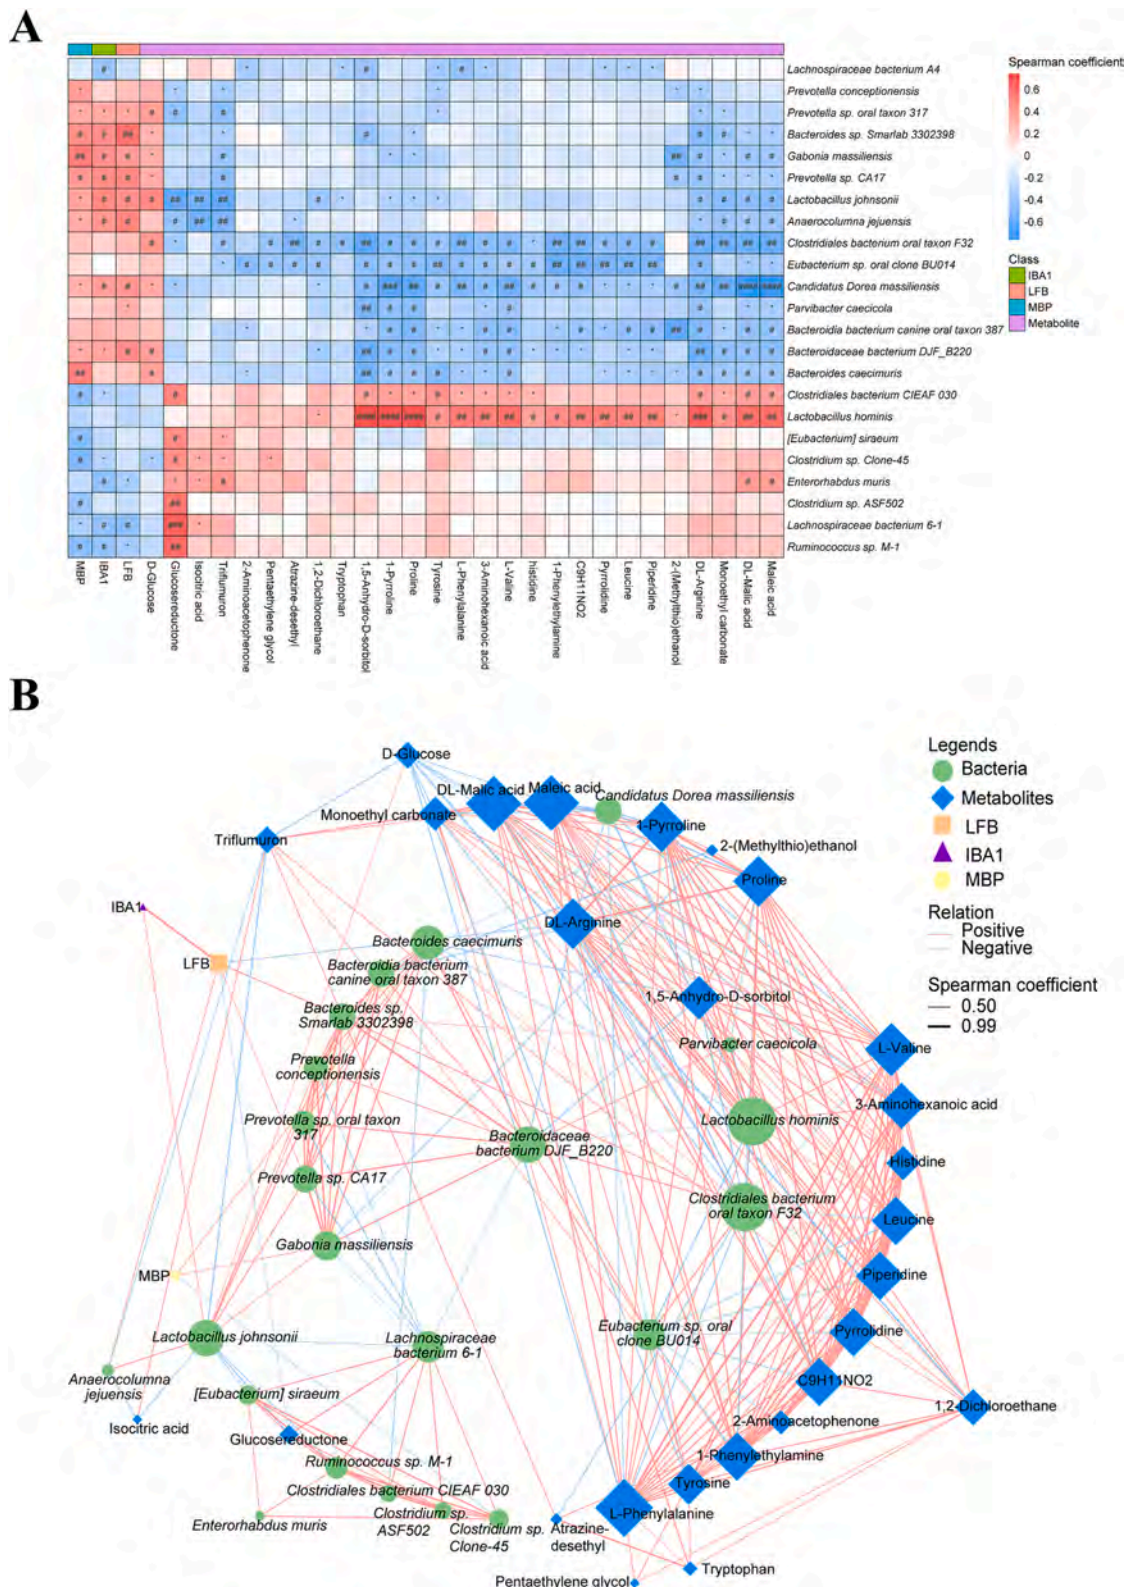 A
Spearman coefficient
0.6
0.4
0.2
0
-0.2
-0.4
-0.6
Class
IBA1
LFB
MBP
Metabolite
Lachnospiraceae bacterium A4
Prevotella conceptionensis
Prevotella sp. oral taxon 317
Bacteroides sp. Smarlab 3302398
Gabonia massiliensis
Prevotella sp. CA17
Lactobacillus johnsonii
Anaerocolumna jejuensis
Clostridiales bacterium oral taxon F32
Eubacterium sp. oral clone BU014
Candidatus Dorea massiliensis
Parvibacter caecicola
Bacteroidia bacterium canine oral taxon 387
Bacteroidaceae bacterium DJF_B220
Bacteroides caecimuris
Clostridiales bacterium CIEAF 030
Lactobacillus hominis
[Eubacterium] siraeum
Clostridium sp. Clone-45
Enterorhabdus muris
Clostridium sp. ASF502
Lachnospiraceae bacterium 6-1
Ruminococcus sp. M-1
MBP
IBA1
LFB
D-Glucose
Glucosereductone
Isocitric acid
Triflumuron
2-Aminoacetophenone
Pentaethylene glycol
Atrazine-desethyl
1,2-Dichloroethane
Tryptophan
1,5-Anhydro-D-sorbitol
1-Pyrroline
Proline
Tyrosine
L-Phenylalanine
3-Aminohexanoic acid
L-Valine
histidine
1-Phenylethylamine
C9H11NO2
Pyrrolidine
Leucine
Piperidine
2-(Methylthio)ethanol
DL-Arginine
Monoethyl carbonate
DL-Malic acid
Maleic acid
B
Legends
Bacteria
Metabolites
LFB
IBA1
MBP
Relation
Positive
Negative
Spearman coefficient
0.50
0.99
D-Glucose
DL-Malic acid
Maleic acid
Candidatus Dorea massiliensis
Monoethyl carbonate
1-Pyrroline
Triflumuron
2-(Methylthio)ethanol
Proline
IBA1
DL-Arginine
Bacteroides caecimuris
LFB
Bacteroidia bacterium
canine oral taxon 387
1,5-Anhydro-D-sorbitol
Bacteroides sp.
Smarlab 3302398
Parvibacter caecicola
L-Valine
Prevotella
conceptionensis
3-Aminohexanoic acid
Prevotella sp. oral taxon
317
Lactobacillus hominis
Bacteroidaceae
bacterium DJF_B220
Histidine
Prevotella sp. CA17
Clostridiales bacterium
oral taxon F32
Leucine
Gabonia massiliensis
MBP
Piperidine
Lactobacillus johnsonii
Lachnospiraceae
bacterium 6-1
Eubacterium sp. oral
clone BU014
Pyrrolidine
Anaerocolumna
jejuensis
[Eubacterium] siraeum
C9H11NO2
Isocitric acid
1,2-Dichloroethane
Glucosereductone
2-Aminoacetophenone
Ruminococcus sp. M-1
1-Phenylethylamine
Clostridiales bacterium CIEAF 030
Tyrosine
Enterorhabdus muris
Clostridium sp.
ASF502
Clostridium sp.
Clone-45
L-Phenylalanine
Atrazine-
desethyl
Tryptophan
Pentaethylene glycol